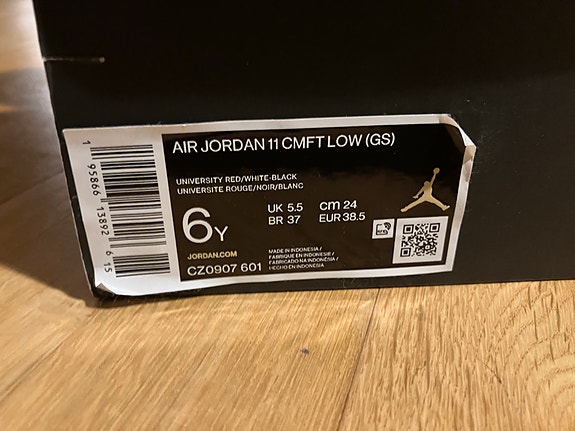 AIR JORDAN 11 CMFT LOW (GS)
UNIVERSITY RED/WHITE-BLACK
UNIVERSITE ROUGE/NOIR/BLANC
6Y
UK 5.5 cm 24
BR 37 EUR 38.5
JORDAN.COM
CZ0907 601
MADE IN INDONESIA /
FABRIQUE EN INDONESIE /
FABRICADO NA INDONESIA /
HECHO EN INDONESIA
1 95866 13892 6 15